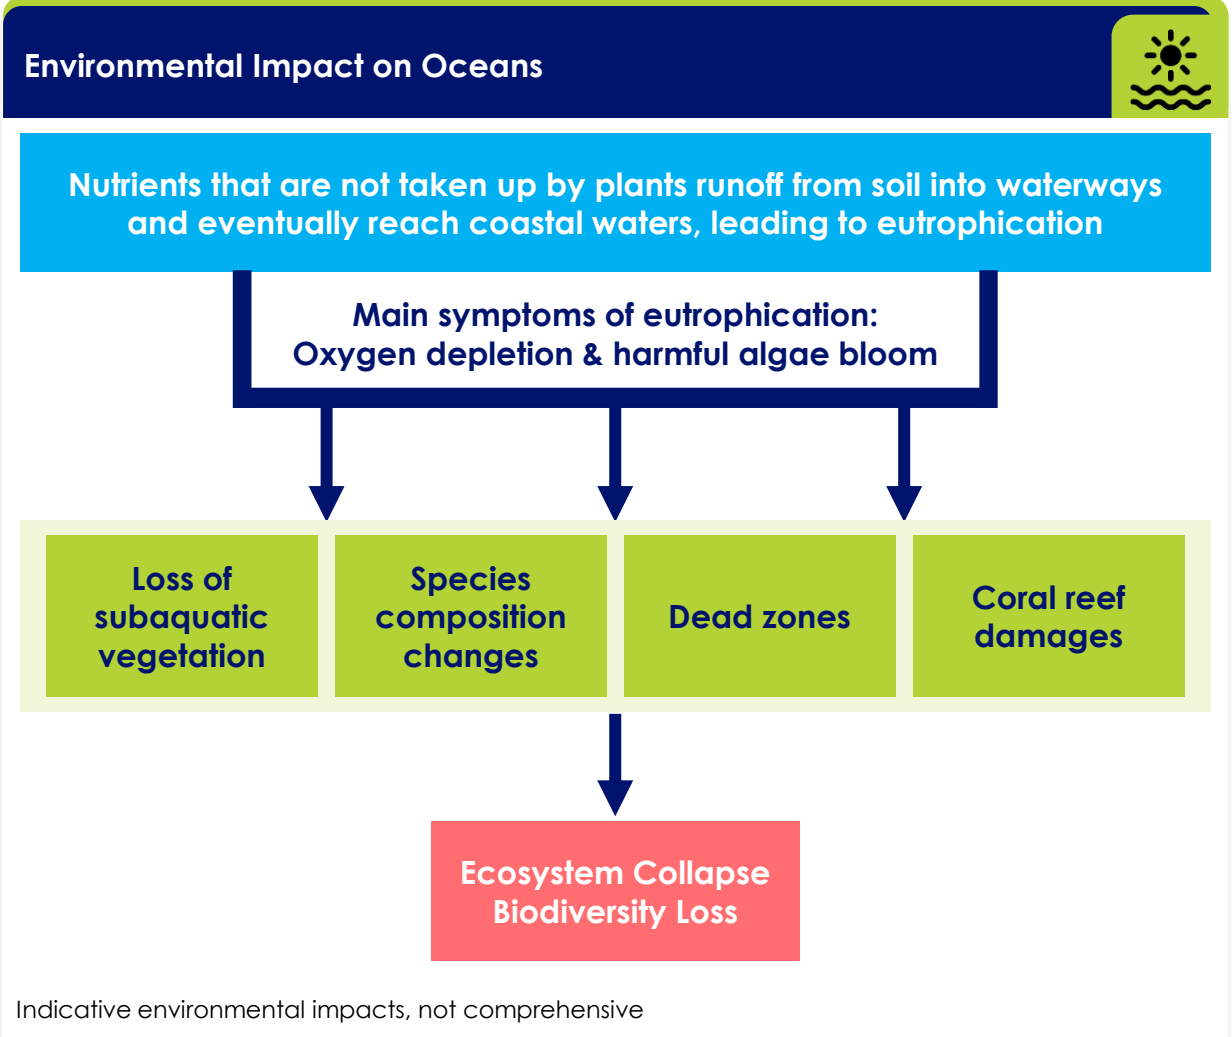 Environmental Impact on Oceans
Nutrients that are not taken up by plants runoff from soil into waterways
and eventually reach coastal waters, leading to eutrophication
Main symptoms of eutrophication:
Oxygen depletion & harmful algae bloom
Loss of
subaquatic
vegetation
Species
composition
changes
Dead zones
Coral reef
damages
Ecosystem Collapse
Biodiversity Loss
Indicative environmental impacts, not comprehensive